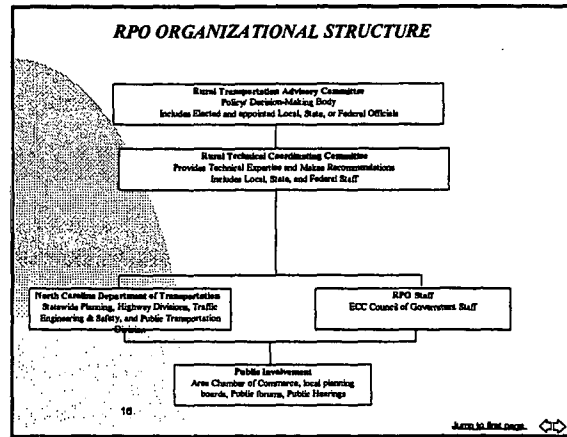 RPO ORGANIZATIONAL STRUCTURE
Rural Transportation Advisory Committee
Policy/ Decision-Making Body
Includes Elected and appointed Local, State, or Federal Officials
Rural Technical Coordinating Committee
Provides Technical Expertise and Makes Recommendations
Includes Local, State, and Federal Staff
North Carolina Department of Transportation
Statewide Planning, Highway Divisions, Traffic
Engineering & Safety, and Public Transportation
Division
RPO Staff
ECC Council of Government Staff
Public Involvement
Area Chamber of Commerce, local planning
boards, Public forums, Public Hearings
16
Jump to first page